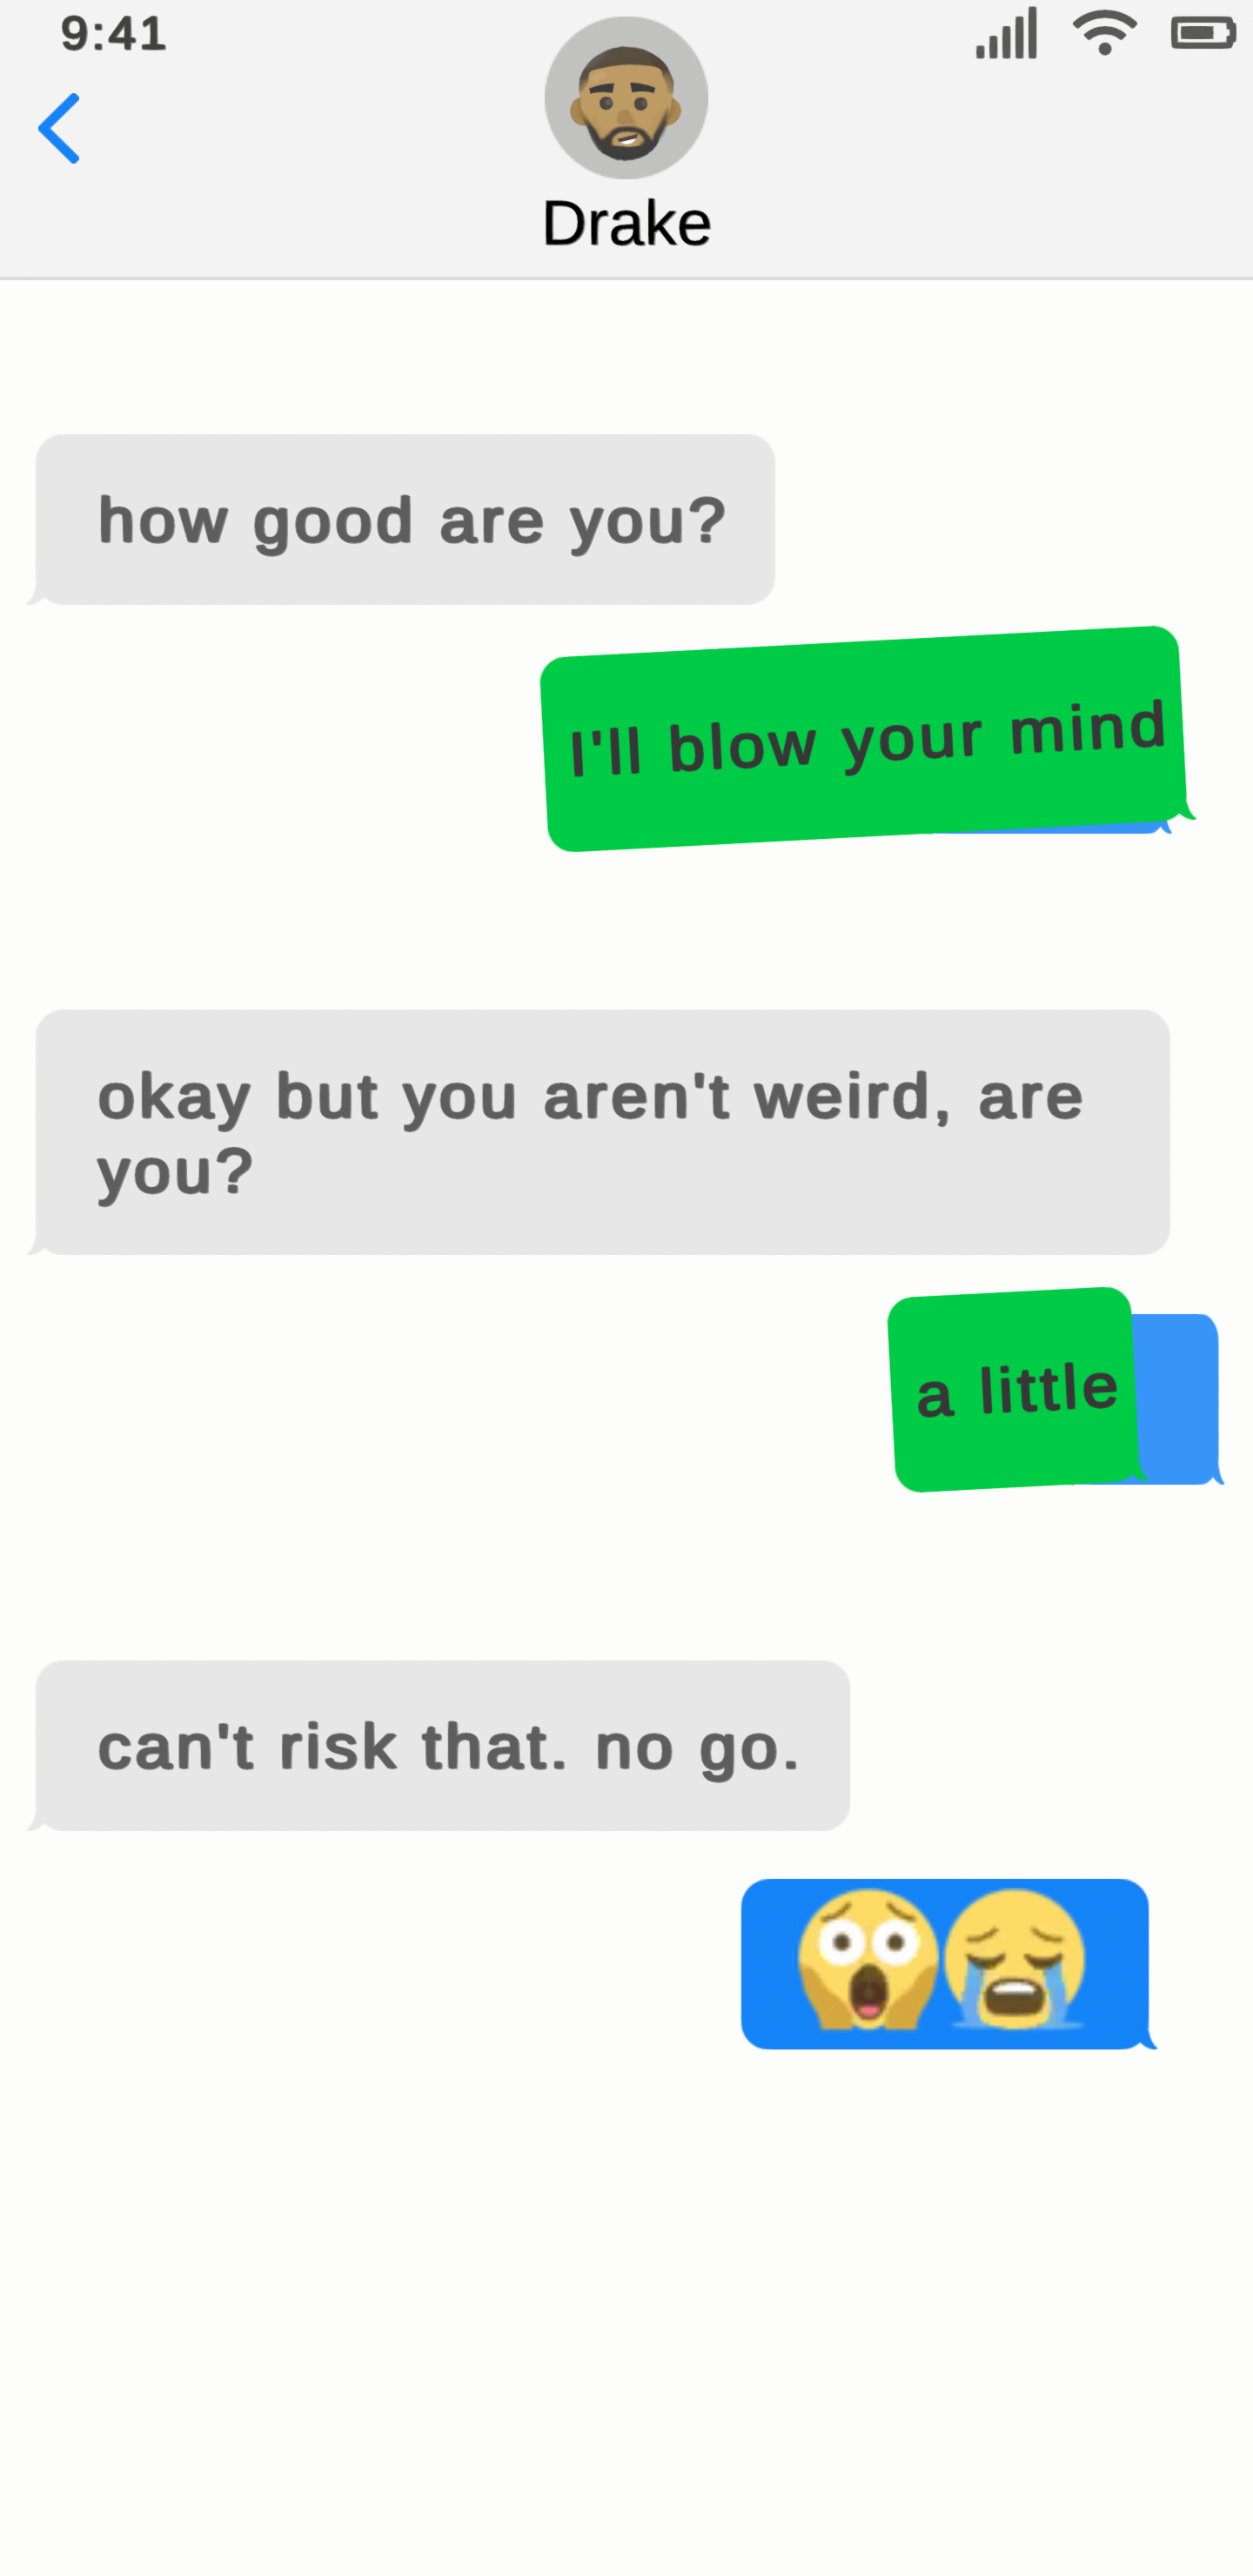 9:41
Drake
how good are you?
I'll blow your mind
okay but you aren't weird, are
you?
a little
can't risk that. no go.
😱😭